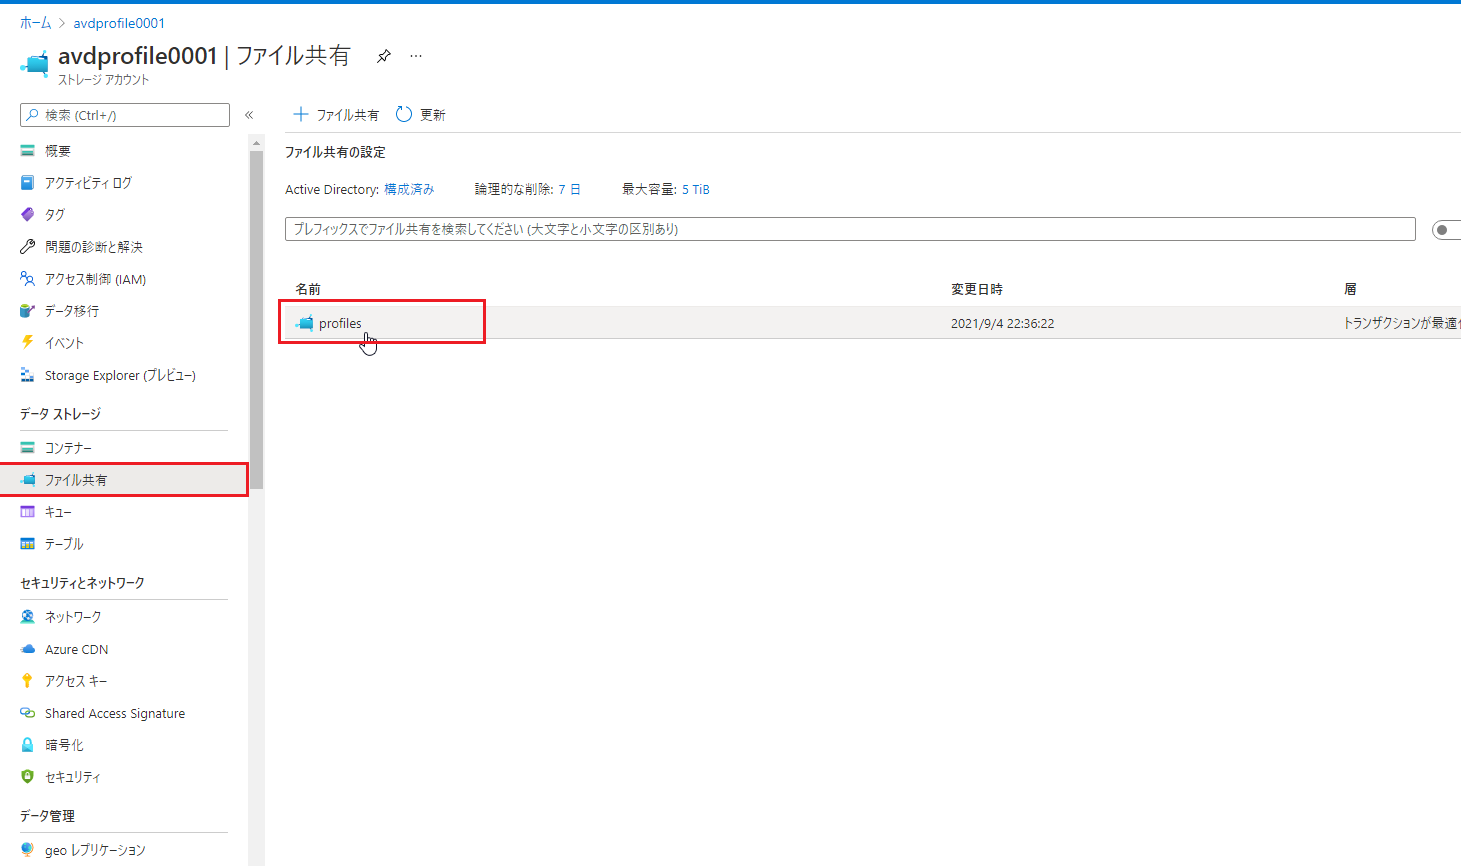 ホーム > avdprofile0001
avdprofile0001 | ファイル共有 ...
ストレージ アカウント
検索 (Ctrl+/) «
概要
アクティビティ ログ
タグ
問題の診断と解決
アクセス制御 (IAM)
データ移行
イベント
Storage Explorer (プレビュー)
データ ストレージ
コンテナー
ファイル共有
キュー
テーブル
セキュリティとネットワーク
ネットワーク
Azure CDN
アクセス キー
Shared Access Signature
暗号化
セキュリティ
データ管理
geo レプリケーション
+ ファイル共有 更新
ファイル共有の設定
Active Directory: 構成済み 論理的な削除: 7 日 最大容量: 5 TiB
プレフィックスでファイル共有を検索してください (大文字と小文字の区別あり)
名前 変更日時 層
profiles 2021/9/4 22:36:22 トランザクションが最適